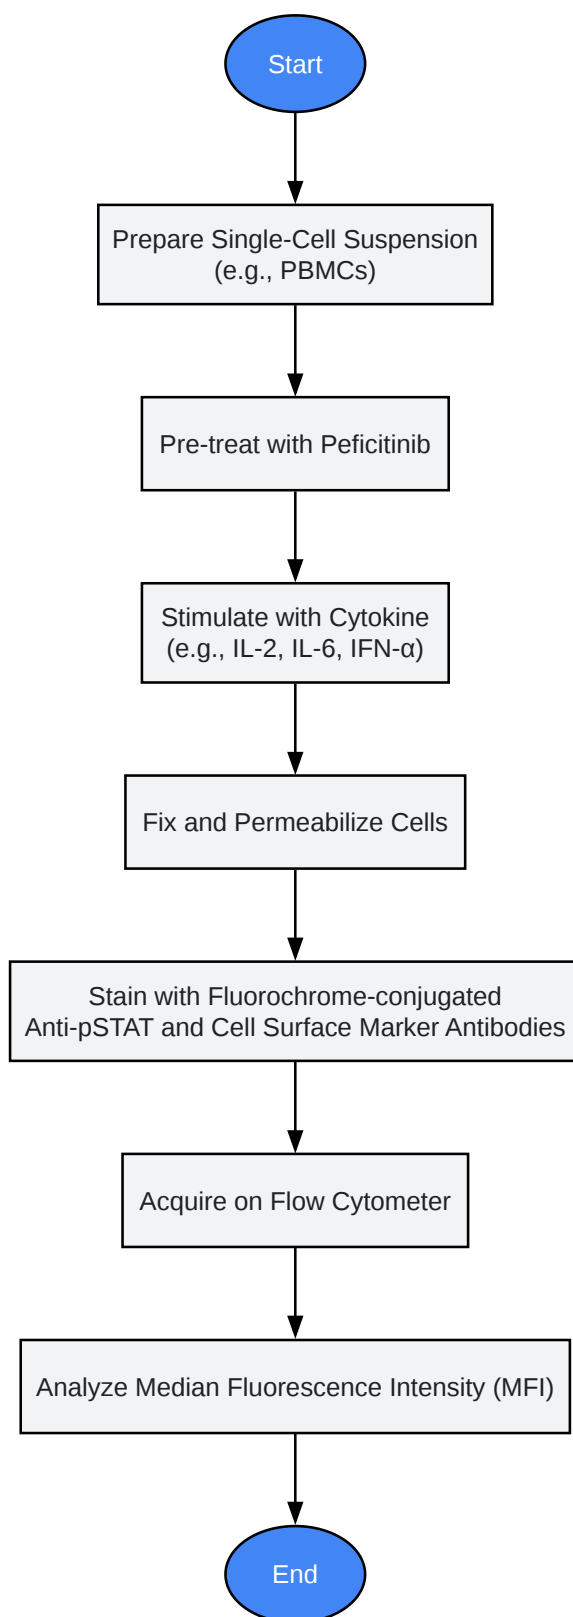 Start
Prepare Single-Cell Suspension
(e.g., PBMCs)
Pre-treat with Peficitinib
Stimulate with Cytokine
(e.g., IL-2, IL-6, IFN-α)
Fix and Permeabilize Cells
Stain with Fluorochrome-conjugated
Anti-pSTAT and Cell Surface Marker Antibodies
Acquire on Flow Cytometer
Analyze Median Fluorescence Intensity (MFI)
End